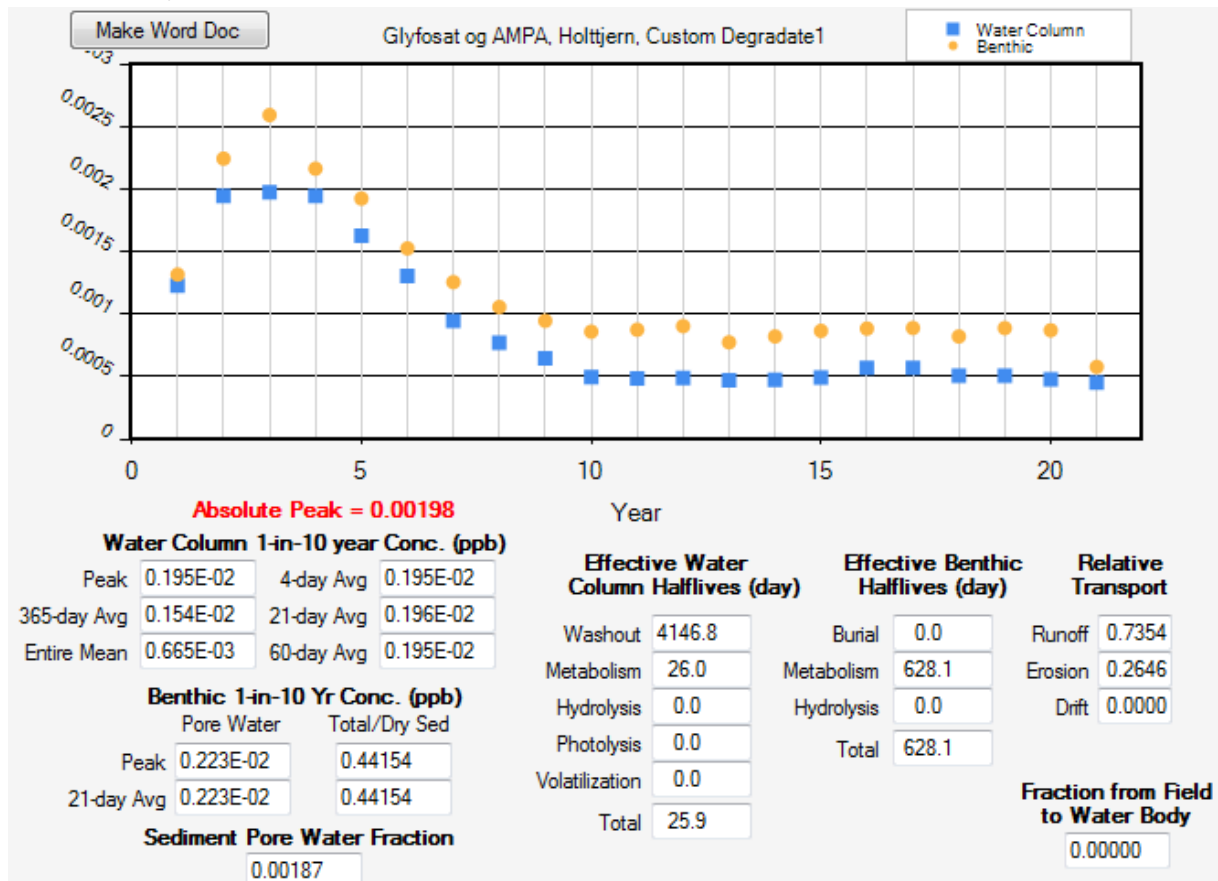 Make Word Doc
Glyfosat og AMPA, Holttjern, Custom Degradate1
Water Column
Benthic
0.0025
0.002
0.0015
0.001
0.0005
0
0 5 10 15 20
Year
Absolute Peak = 0.00198
Water Column 1-in-10 year Conc. (ppb)
Peak 0.195E-02 4-day Avg 0.195E-02
365-day Avg 0.154E-02 21-day Avg 0.196E-02
Entire Mean 0.665E-03 60-day Avg 0.195E-02
Benthic 1-in-10 Yr Conc. (ppb)
Pore Water Total/Dry Sed
Peak 0.223E-02 0.44154
21-day Avg 0.223E-02 0.44154
Sediment Pore Water Fraction
0.00187
Effective Water
Column Halflives (day)
Washout 4146.8
Metabolism 26.0
Hydrolysis 0.0
Photolysis 0.0
Volatilization 0.0
Total 25.9
Effective Benthic
Halflives (day)
Burial 0.0
Metabolism 628.1
Hydrolysis 0.0
Total 628.1
Relative
Transport
Runoff 0.7354
Erosion 0.2646
Drift 0.0000
Fraction from Field
to Water Body
0.00000